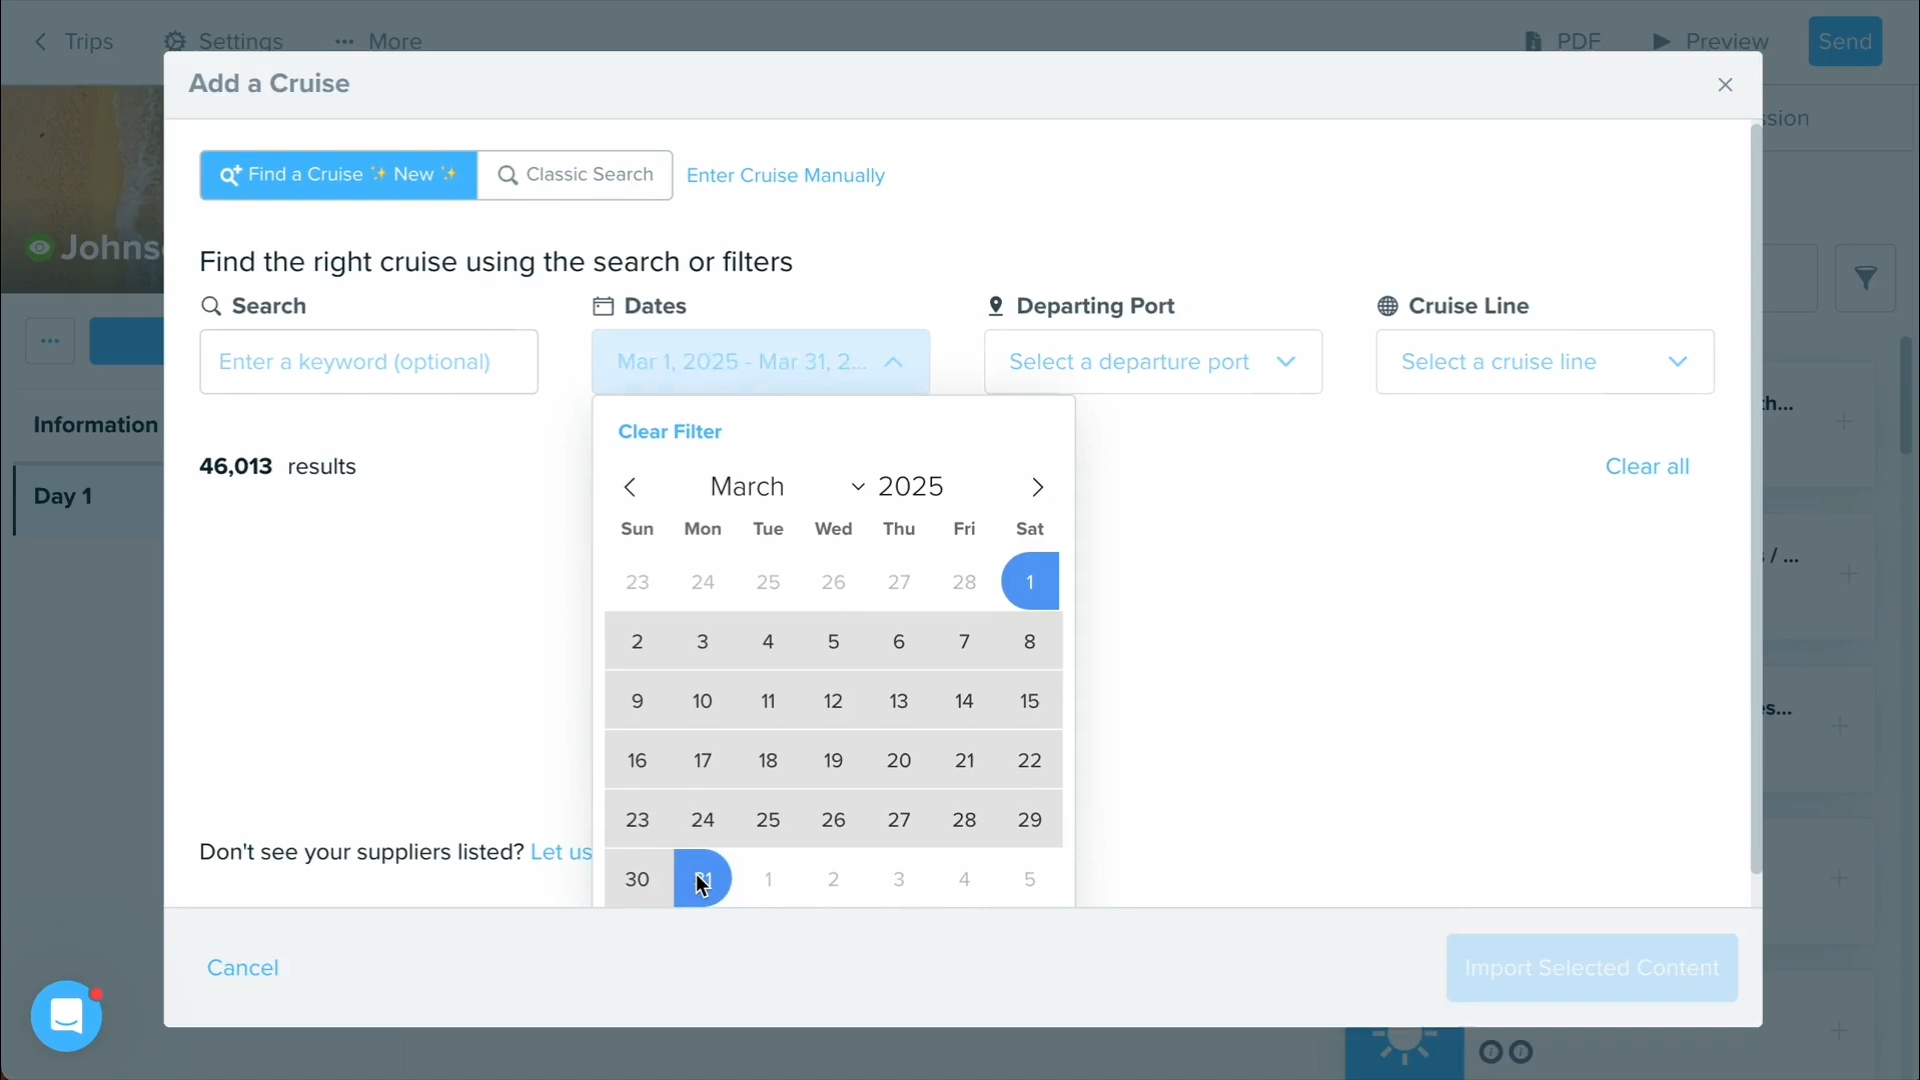 Trips Settings More PDF Preview Send
Add a Cruise
Find a Cruise ✨ New ✨ Classic Search Enter Cruise Manually
Find the right cruise using the search or filters
Search Dates Departing Port Cruise Line
Enter a keyword (optional) Mar 1, 2025 - Mar 31, 2... Select a departure port Select a cruise line
Clear Filter
46,013 results Clear all
March 2025
Sun Mon Tue Wed Thu Fri Sat
23 24 25 26 27 28 1
2 3 4 5 6 7 8
9 10 11 12 13 14 15
16 17 18 19 20 21 22
23 24 25 26 27 28 29
30 31 1 2 3 4 5
Don't see your suppliers listed? Let us
Cancel Import Selected Content
Information
Day 1